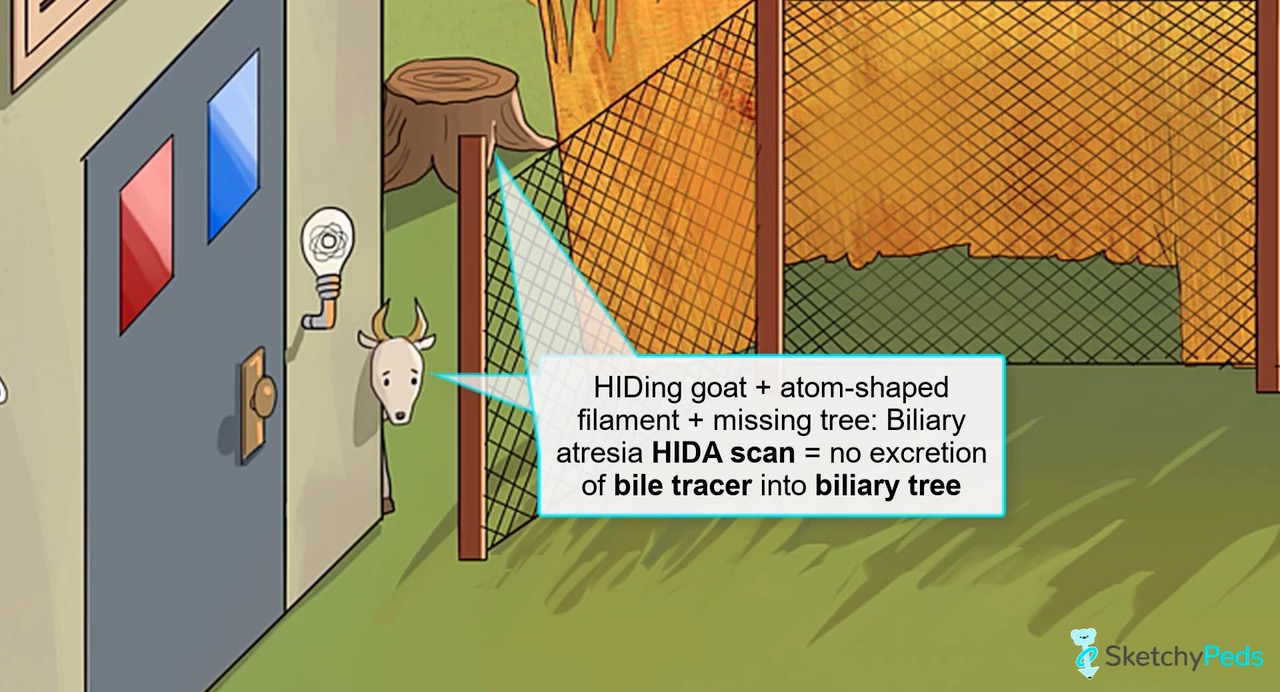 HIDing goat + atom-shaped
filament + missing tree: Biliary
atresia HIDA scan = no excretion
of bile tracer into biliary tree
SketchyPeds